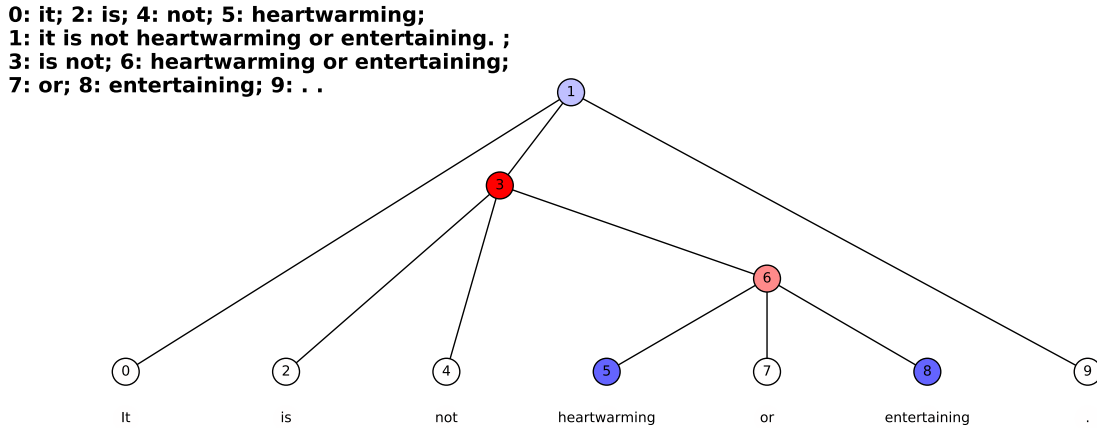 0: it; 2: is; 4: not; 5: heartwarming;
1: it is not heartwarming or entertaining. ;
3: is not; 6: heartwarming or entertaining;
7: or; 8: entertaining; 9: . .
1
3
6
0 2 4 5 7 8 9
It is not heartwarming or entertaining .